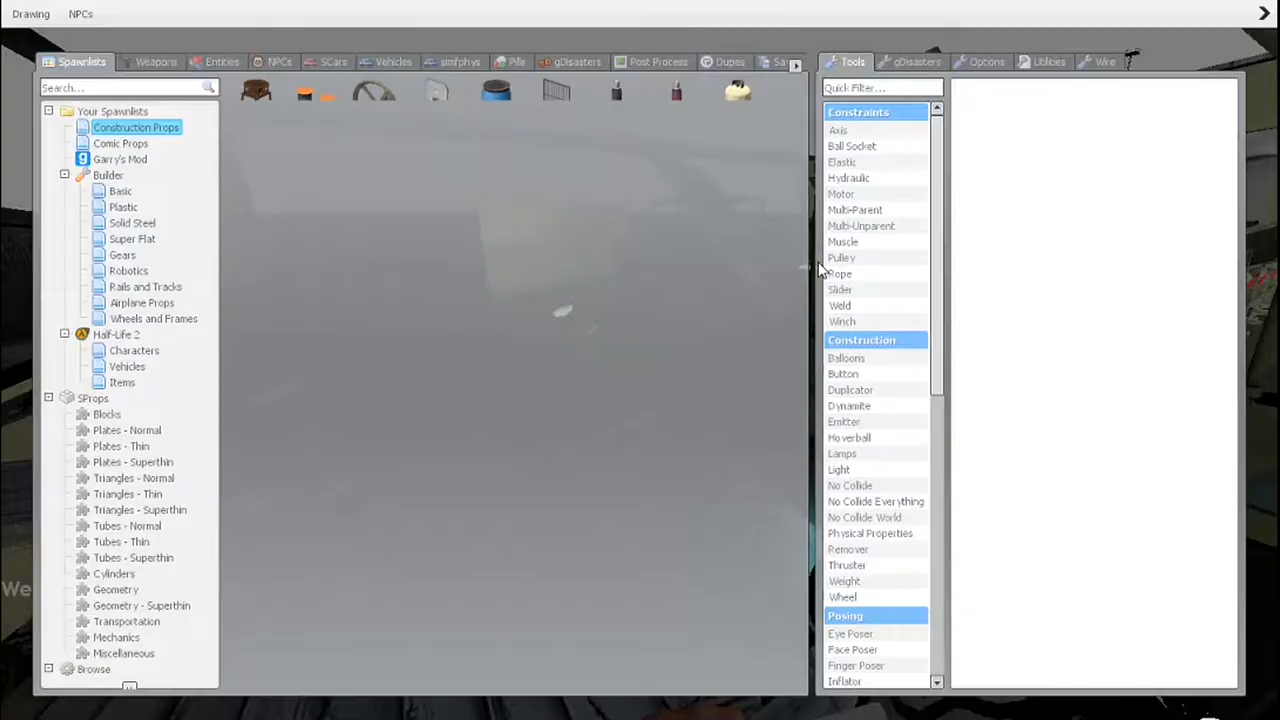 Drawing NPCs
Spawnlists Weapons Entities NPCs SCars Vehicles simfphys Pills gDisasters Post Process Dupes Sa
Tools gDisasters Options Utilities Wire
Search...
Your Spawnlists
Construction Props
Comic Props
Garry's Mod
Builder
Basic
Plastic
Solid Steel
Super Flat
Gears
Robotics
Rails and Tracks
Airplane Props
Wheels and Frames
Half-Life 2
Characters
Vehicles
Items
SProps
Blocks
Plates - Normal
Plates - Thin
Plates - Superthin
Triangles - Normal
Triangles - Thin
Triangles - Superthin
Tubes - Normal
Tubes - Thin
Tubes - Superthin
Cylinders
Geometry
Geometry - Superthin
Transportation
Mechanics
Miscellaneous
Browse
We
Quick Filter...
Constraints
Axis
Ball Socket
Elastic
Hydraulic
Motor
Multi-Parent
Multi-Unparent
Muscle
Pulley
Rope
Slider
Weld
Winch
Construction
Balloons
Button
Duplicator
Dynamite
Emitter
Hoverball
Lamps
Light
No Collide
No Collide Everything
No Collide World
Physical Properties
Remover
Thruster
Weight
Wheel
Posing
Eye Poser
Face Poser
Finger Poser
Inflator